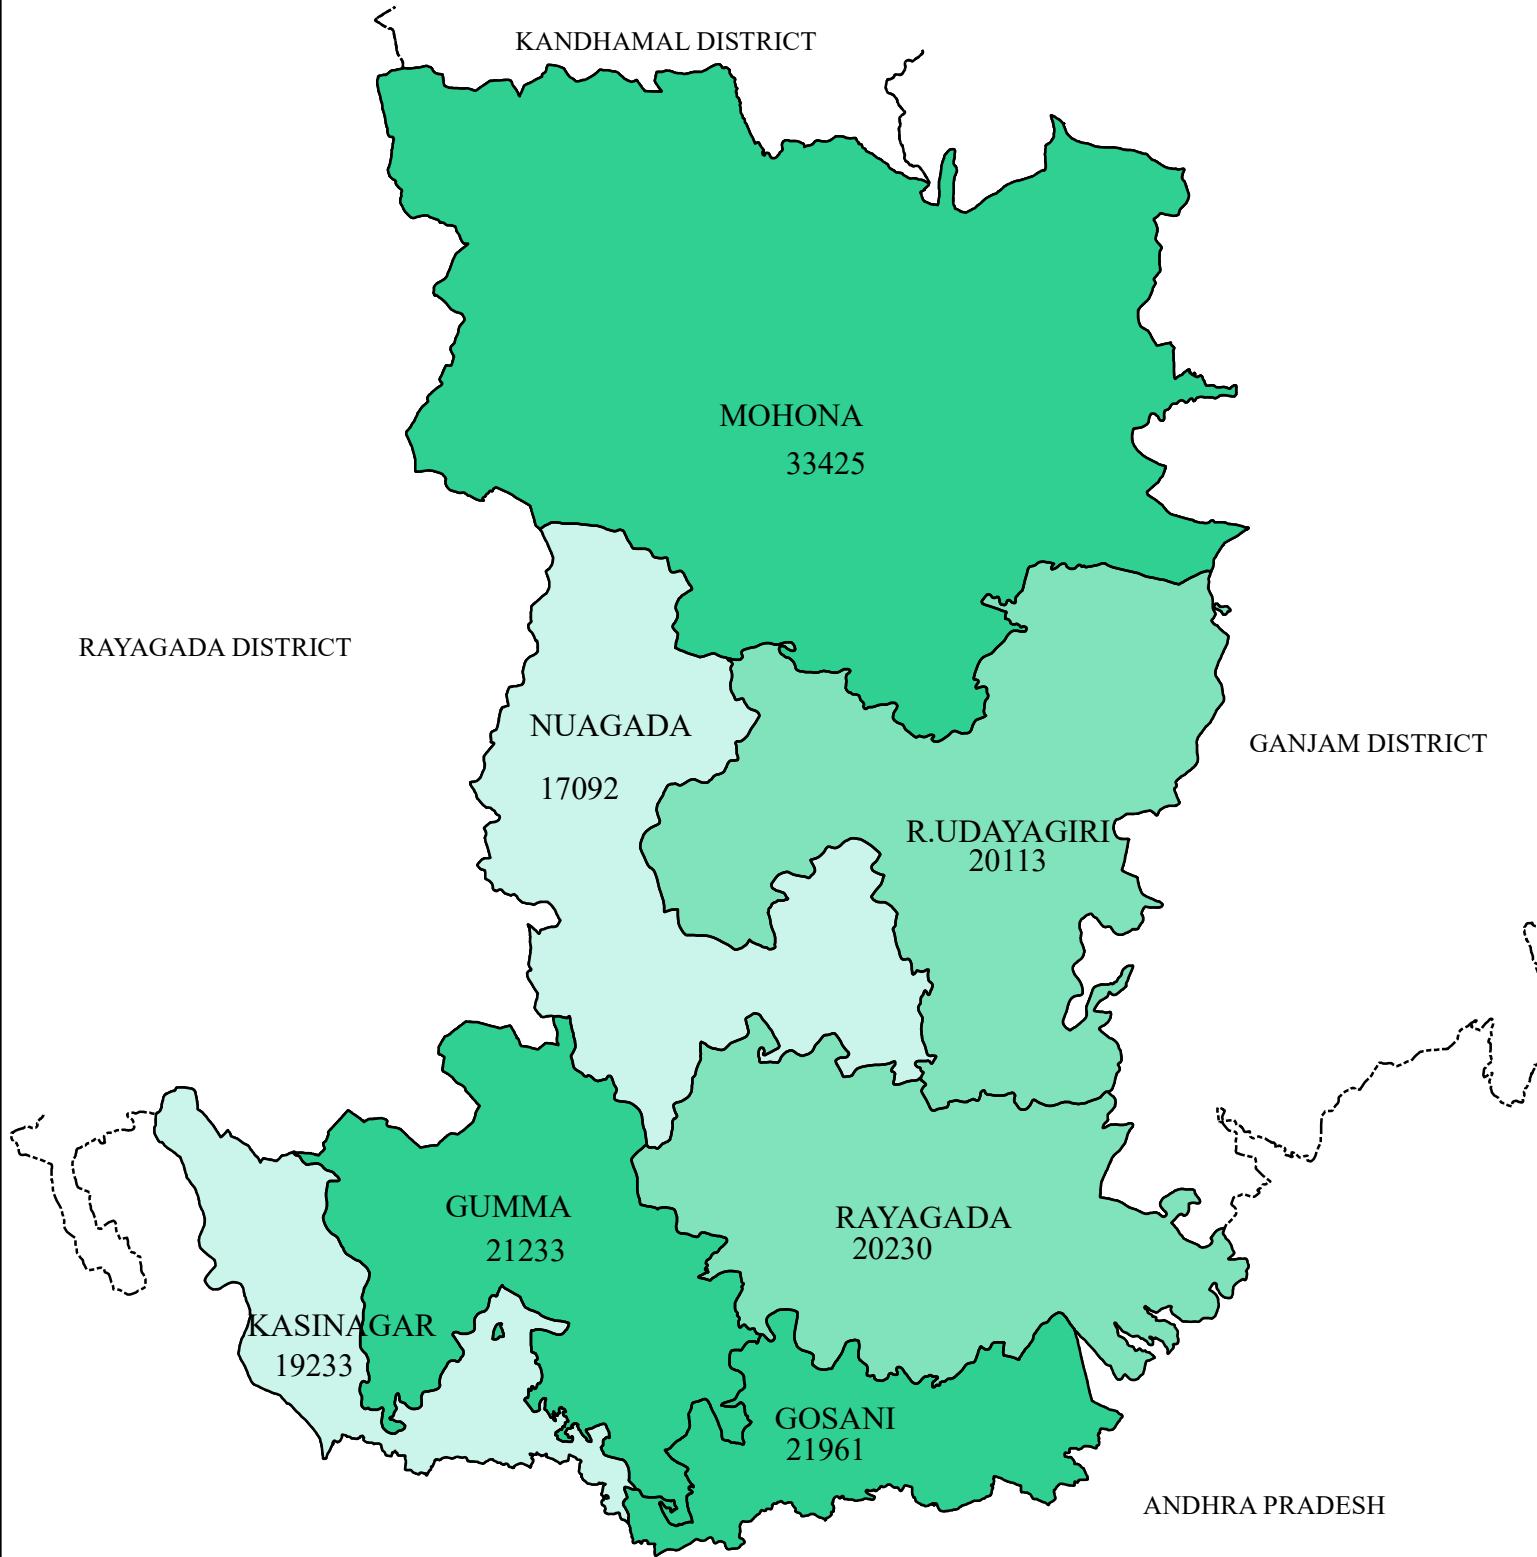 KANDHAMAL DISTRICT
MOHONA
33425
RAYAGADA DISTRICT
NUAGADA
17092
GANJAM DISTRICT
R.UDAYAGIRI
20113
GUMMA
21233
RAYAGADA
20230
KASINAGAR
19233
GOSANI
21961
ANDHRA PRADESH